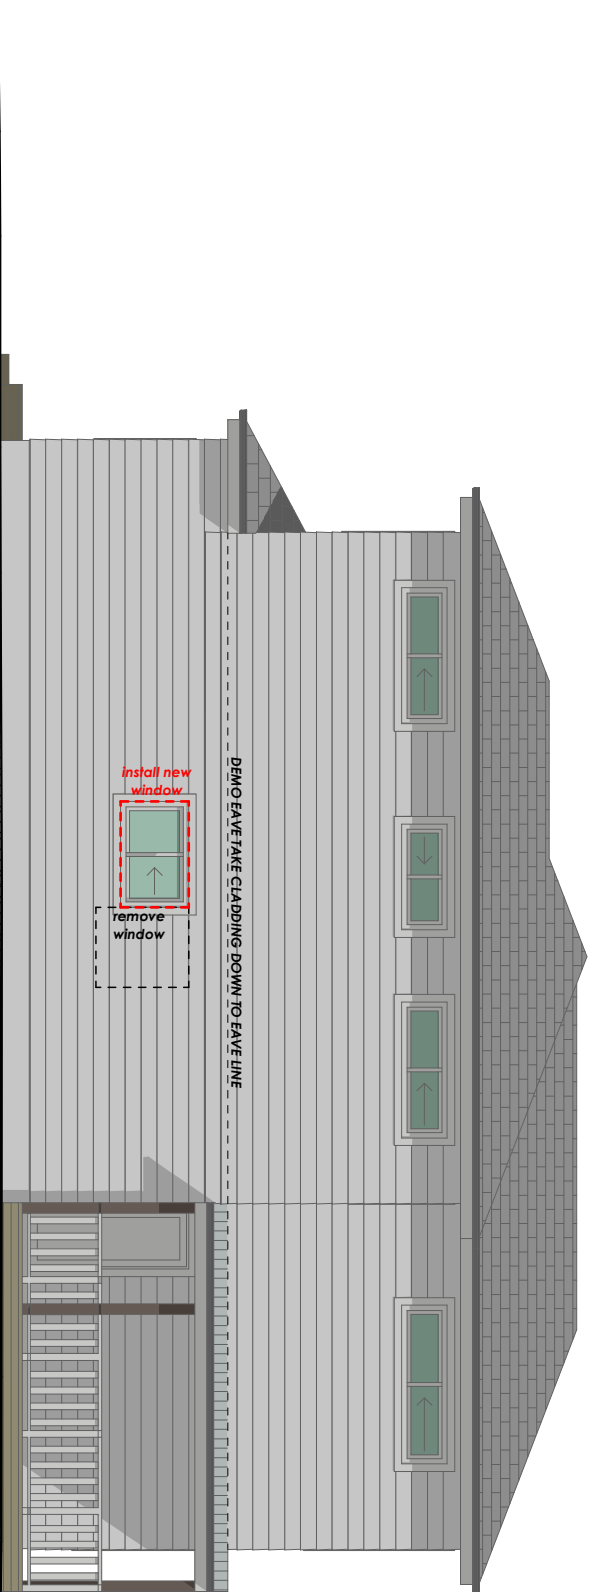 install new
window
remove
window
DEMO EAVE TAKE CLADDING DOWN TO EAVE LINE